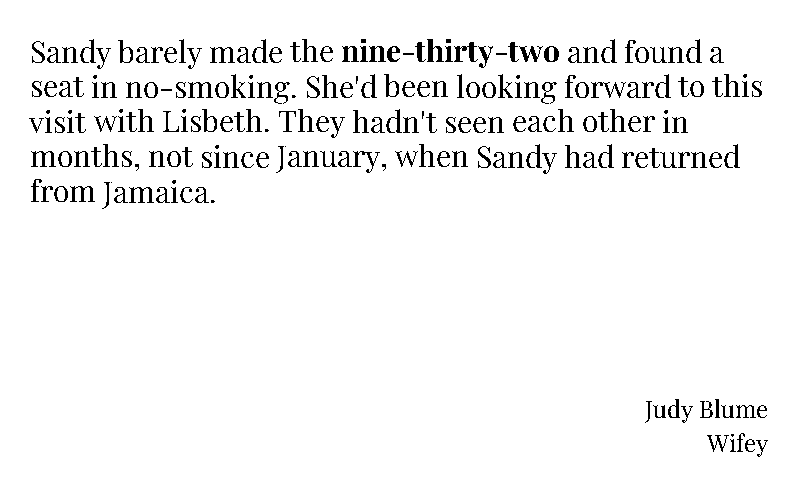 Sandy barely made the nine-thirty-two and found a
seat in no-smoking. She'd been looking forward to this
visit with Lisbeth. They hadn't seen each other in
months, not since January, when Sandy had returned
from Jamaica.
Judy Blume
Wifey